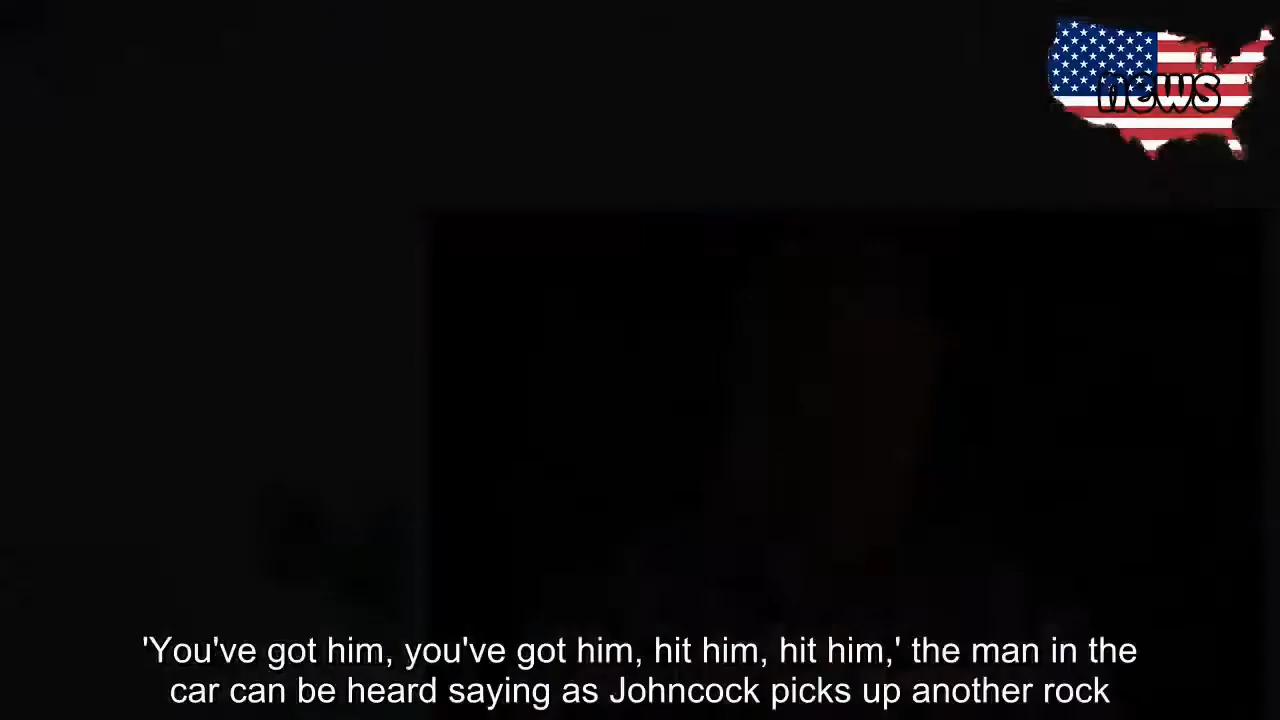 news
'You've got him, you've got him, hit him, hit him,' the man in the
car can be heard saying as Johncock picks up another rock